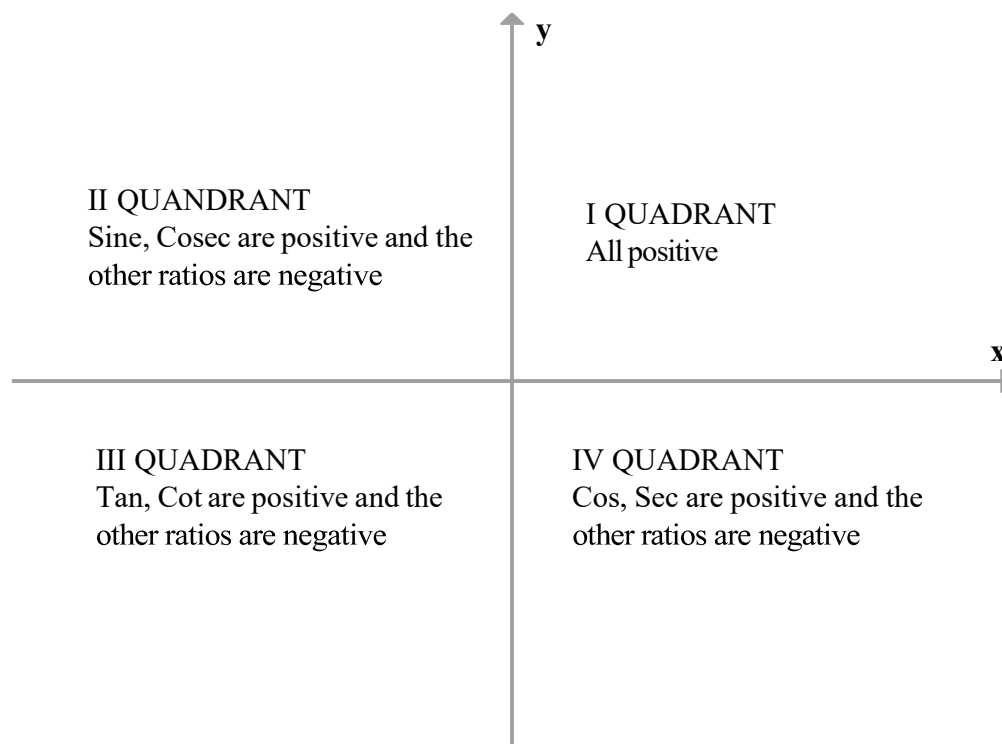 y
II QUANDRANT
Sine, Cosec are positive and the
other ratios are negative
I QUADRANT
All positive
x
III QUADRANT
Tan, Cot are positive and the
other ratios are negative
IV QUADRANT
Cos, Sec are positive and the
other ratios are negative